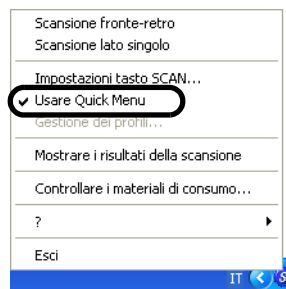 Scansione fronte-retro
Scansione lato singolo
Impostazioni tasto SCAN...
Usare Quick Menu
Gestione dei profili...
Mostrare i risultati della scansione
Controllare i materiali di consumo...
?
Esci
IT